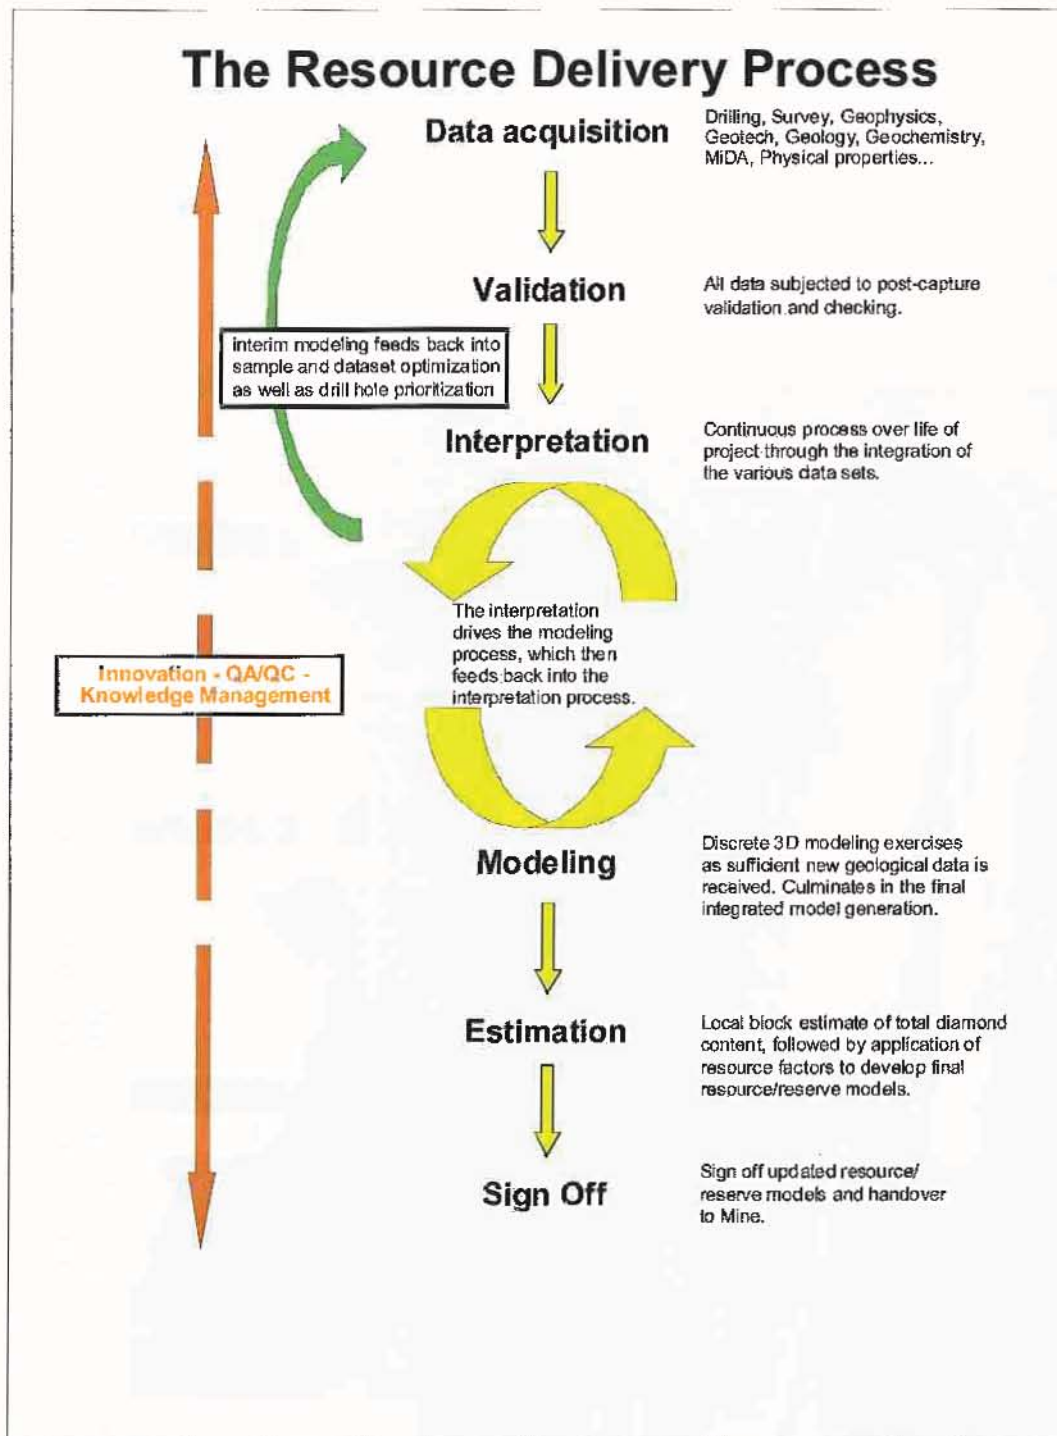 The Resource Delivery Process
Data acquisition
Drilling, Survey, Geophysics,
Geotech, Geology, Geochemistry,
MiDA, Physical properties...
Validation
All data subjected to post-capture
validation and checking.
interim modeling feeds back into
sample and dataset optimization
as well as drill hole prioritization
Interpretation
Continuous process over life of
project through the integration of
the various data sets.
The interpretation
drives the modeling
process, which then
feeds back into the
interpretation process.
Innovation - QA/QC -
Knowledge Management
Modeling
Discrete 3D modeling exercises
as sufficient new geological data is
received. Culminates in the final
integrated model generation.
Estimation
Local block estimate of total diamond
content, followed by application of
resource factors to develop final
resource/reserve models.
Sign Off
Sign off updated resource/
reserve models and handover
to Mine.